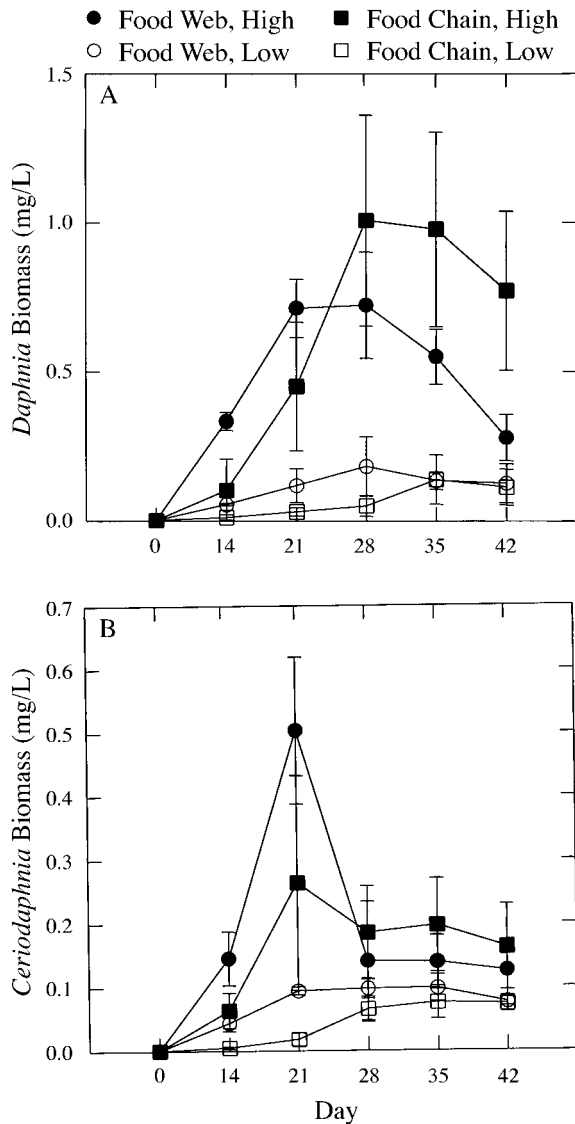 Food Web, High Food Chain, High
Food Web, Low Food Chain, Low
1.5
A
1.0
0.5
0.0
Daphnia Biomass (mg/L)
0 14 21 28 35 42
0.7
B
0.6
0.5
0.4
0.3
0.2
0.1
0.0
Ceriodaphnia Biomass (mg/L)
0 14 21 28 35 42
Day